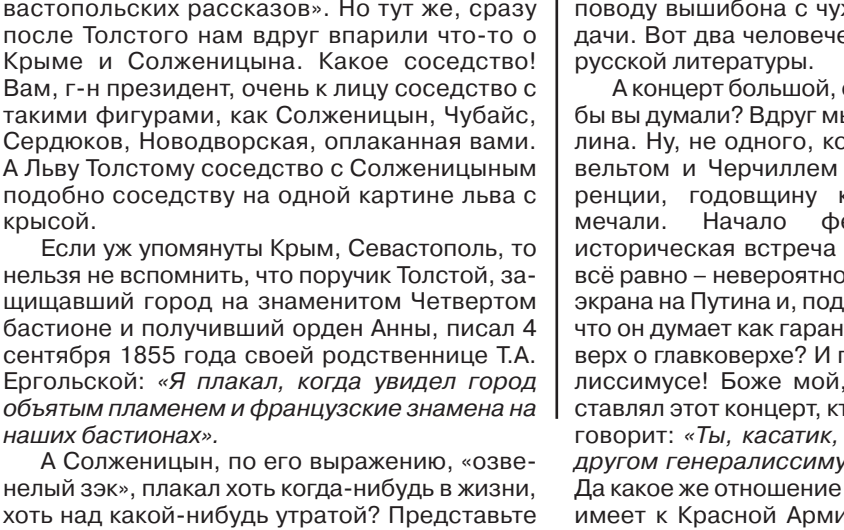 вастопольских рассказов». Но тут же, сразу
после Толстого нам вдруг впарили что-то о
Крыме и Солженицына. Какое соседство!
Вам, г-н президент, очень к лицу соседство с
такими фигурами, как Солженицын, Чубайс,
Сердюков, Новодворская, оплаканная вами.
А Льву Толстому соседство с Солженицыным
подобно соседству на одной картине льва с
крысой.
Если уж упомянуты Крым, Севастополь, то
нельзя не вспомнить, что поручик Толстой, за-
щищавший город на знаменитом Четвертом
бастионе и получивший орден Анны, писал 4
сентября 1855 года своей родственнице Т.А.
Ергольской: «Я плакал, когда увидел город
объятым пламенем и французские знамена на
наших бастионах».
А Солженицын, по его выражению, «озве-
нелый зэк», плакал хоть когда-нибудь в жизни,
хоть над какой-нибудь утратой? Представьте
поводу вышибона с чу
дачи. Вот два человече
русской литературы.
А концерт большой,
бы вы думали? Вдруг м
лина. Ну, не одного, ко
вельтом и Черчиллем
ренции, годовщину к
мечали. Начало фе
историческая встреча
всё равно – невероятно
экрана на Путина и, под
что он думает как гаран
верх о главковерхе? И
лиссимусе! Боже мой,
ставлял этот концерт, кт
говорит: «Ты, касатик,
другом генералиссиму
Да какое же отношение
имеет к Красной Арми